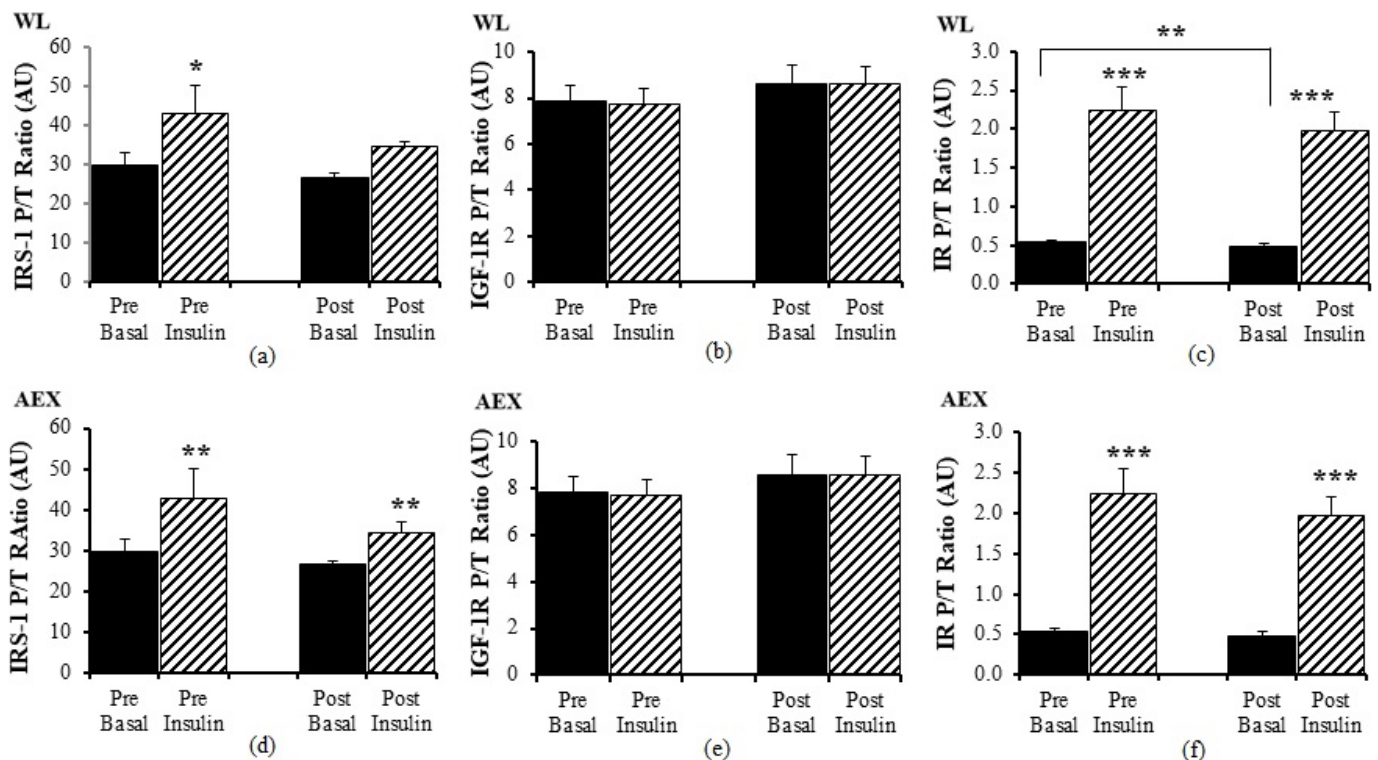 WL
IRS-1 P/T Ratio (AU)
60
50
40
30
20
10
0
*
Pre Basal
Pre Insulin
Post Basal
Post Insulin
(a)
WL
IGF-1R P/T Ratio (AU)
10
8
6
4
2
0
Pre Basal
Pre Insulin
Post Basal
Post Insulin
(b)
WL
IR P/T Ratio (AU)
3.0
2.5
2.0
1.5
1.0
0.5
0.0
**
***
***
Pre Basal
Pre Insulin
Post Basal
Post Insulin
(c)
AEX
IRS-1 P/T RAtio (AU)
60
50
40
30
20
10
0
**
**
Pre Basal
Pre Insulin
Post Basal
Post Insulin
(d)
AEX
IGF-1R P/T Ratio (AU)
10
8
6
4
2
0
Pre Basal
Pre Insulin
Post Basal
Post Insulin
(e)
AEX
IR P/T Ratio (AU)
3.0
2.5
2.0
1.5
1.0
0.5
0.0
***
***
Pre Basal
Pre Insulin
Post Basal
Post Insulin
(f)